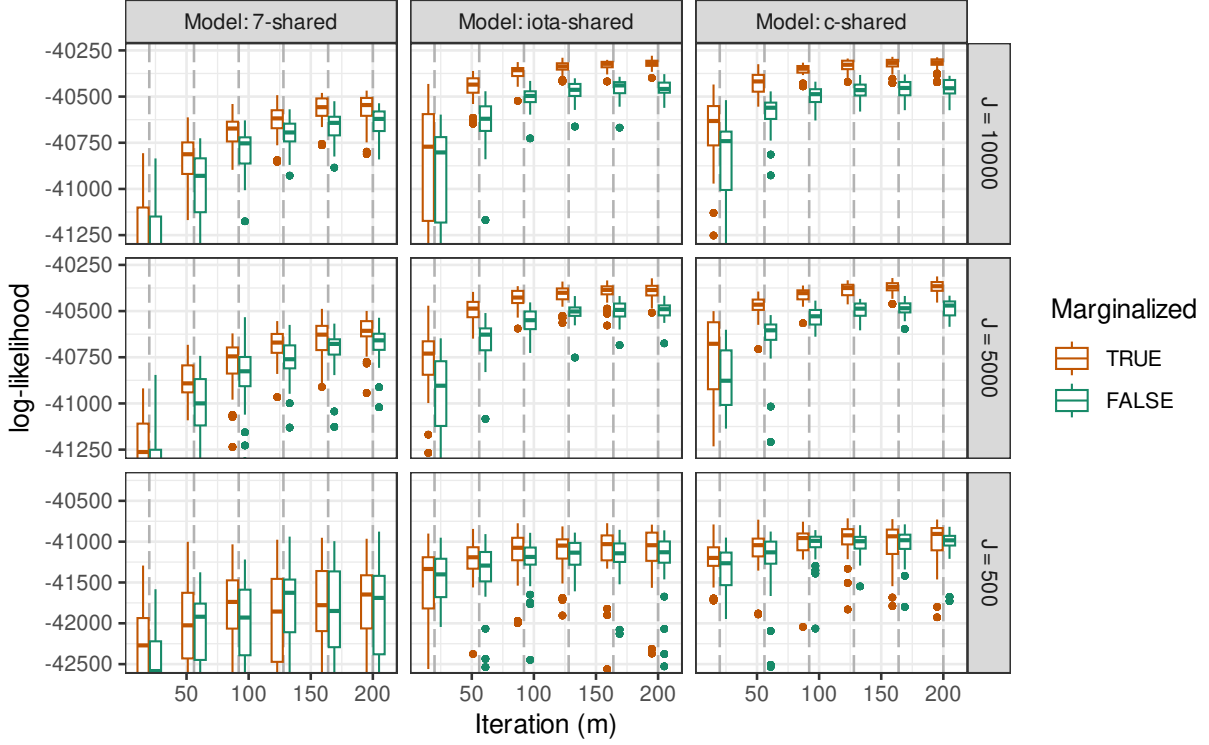 Model: 7-shared
Model: iota-shared
Model: c-shared
log-likelihood
-40250
-40500
-40750
-41000
-41250
J = 10000
-40250
-40500
-40750
-41000
-41250
J = 5000
-40500
-41000
-41500
-42000
-42500
J = 500
50 100 150 200
50 100 150 200
50 100 150 200
Iteration (m)
Marginalized
TRUE
FALSE